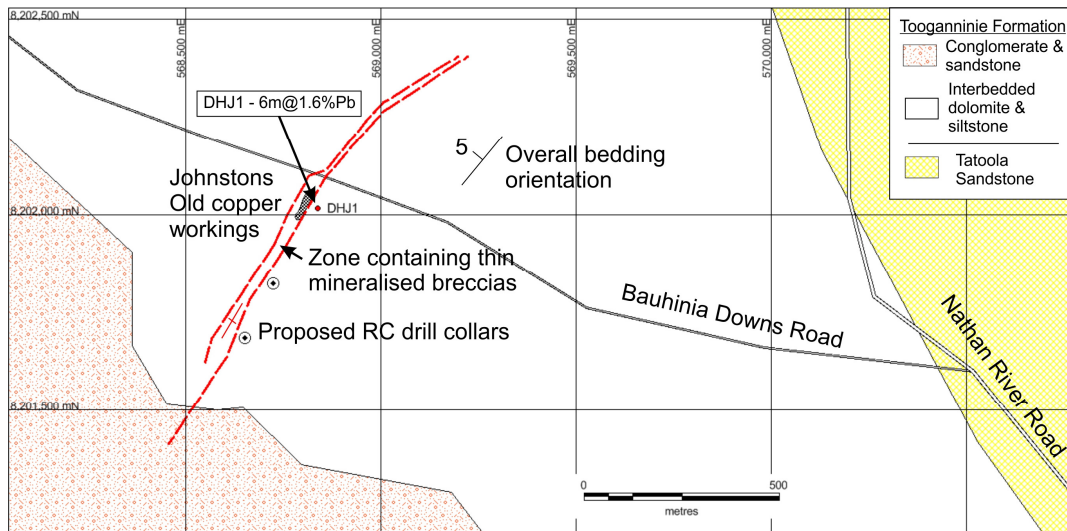 8,202,500 mN
568,500 mE
569,000 mE
569,500 mE
570,000 mE
Tooganninie Formation
Conglomerate &
sandstone
Interbedded
dolomite &
siltstone
Tatoola
Sandstone
DHJ1 - 6m@1.6%Pb
5
Overall bedding
orientation
Johnstons
Old copper
workings
DHJ1
8,202,000 mN
Zone containing thin
mineralised breccias
Proposed RC drill collars
Bauhinia Downs Road
Nathan River Road
8,201,500 mN
0
500
metres